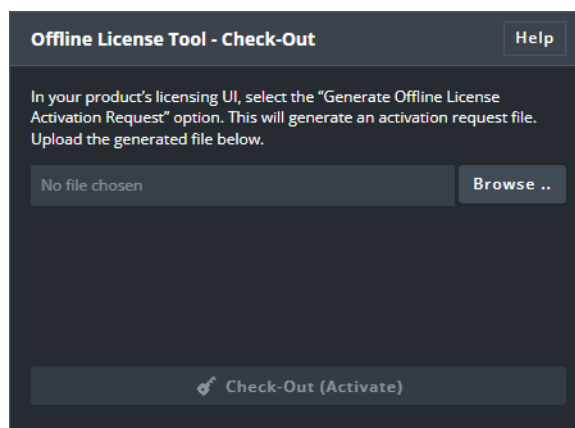 Offline License Tool - Check-Out
Help
In your product’s licensing UI, select the “Generate Offline License
Activation Request” option. This will generate an activation request file.
Upload the generated file below.
No file chosen
Browse ..
Check-Out (Activate)